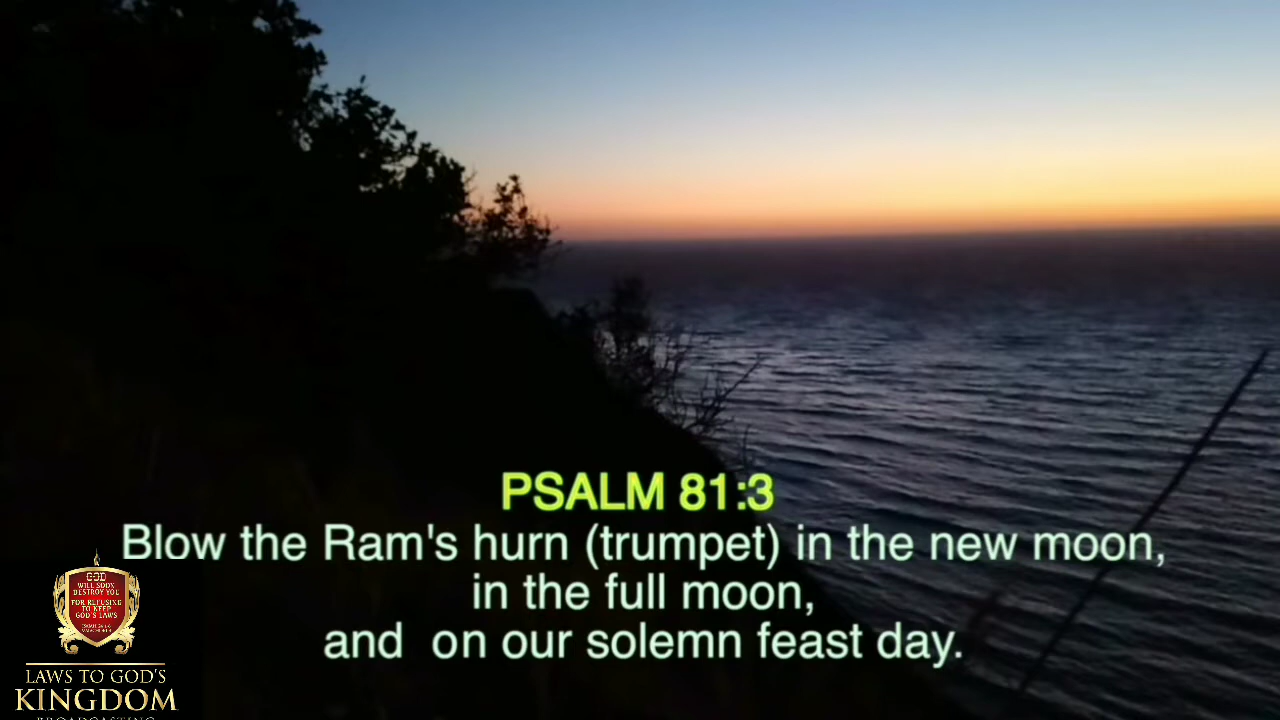 PSALM 81:3
Blow the Ram's hurn (trumpet) in the new moon,
in the full moon,
and on our solemn feast day.
GOD
WILL SOON
DESTROY YOU
FOR REFUSING
TO KEEP
GOD'S LAWS
LAWS TO GOD'S
KINGDOM
BROADCASTING